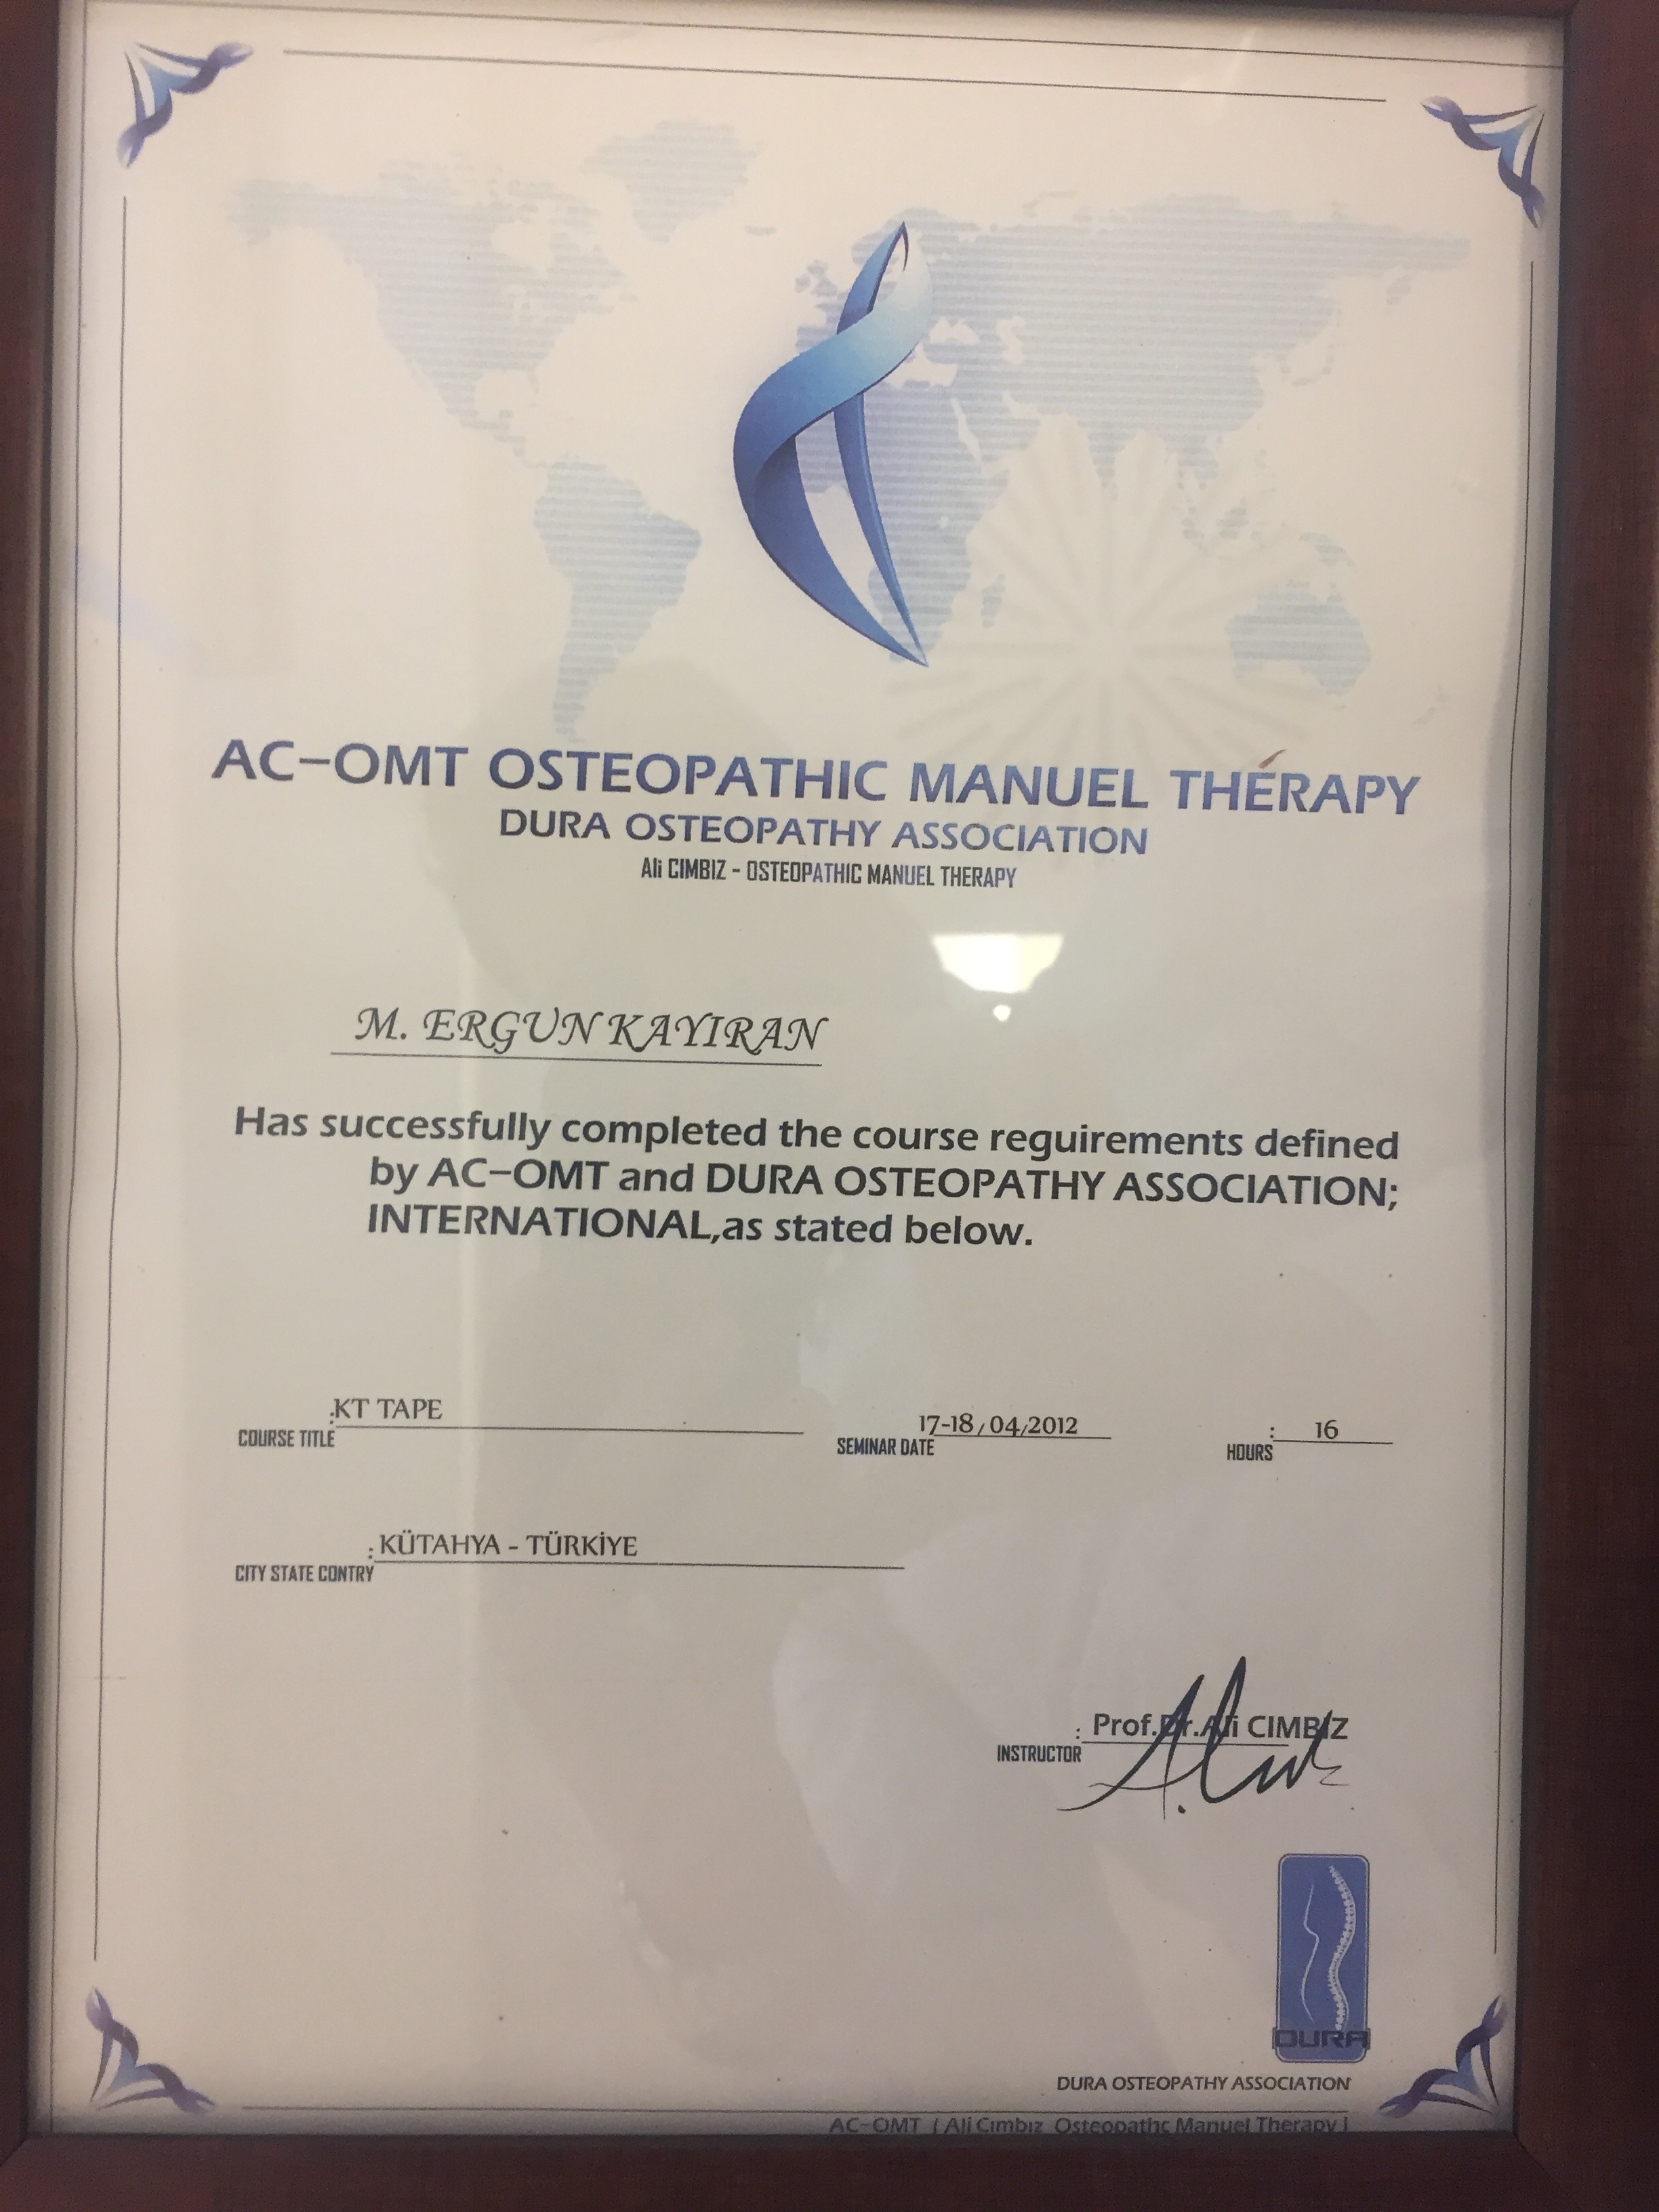 AC-OMT OSTEOPATHIC MANUEL THERAPY
DURA OSTEOPATHY ASSOCIATION
Ali CIMBIZ - OSTEOPATHIC MANUEL THERAPY
M. ERGUN KAYIRAN
Has successfully completed the course reguirements defined
by AC-OMT and DURA OSTEOPATHY ASSOCIATION;
INTERNATIONAL,as stated below.
COURSE TITLE :KT TAPE
SEMINAR DATE 17-18/04/2012
HOURS : 16
CITY STATE CONTRY : KÜTAHYA - TÜRKİYE
INSTRUCTOR : Prof.Dr.Ali CIMBIZ
DURA
DURA OSTEOPATHY ASSOCIATION
AC-OMT ( Ali Cimbiz Osteopathc Manuel Therapy )